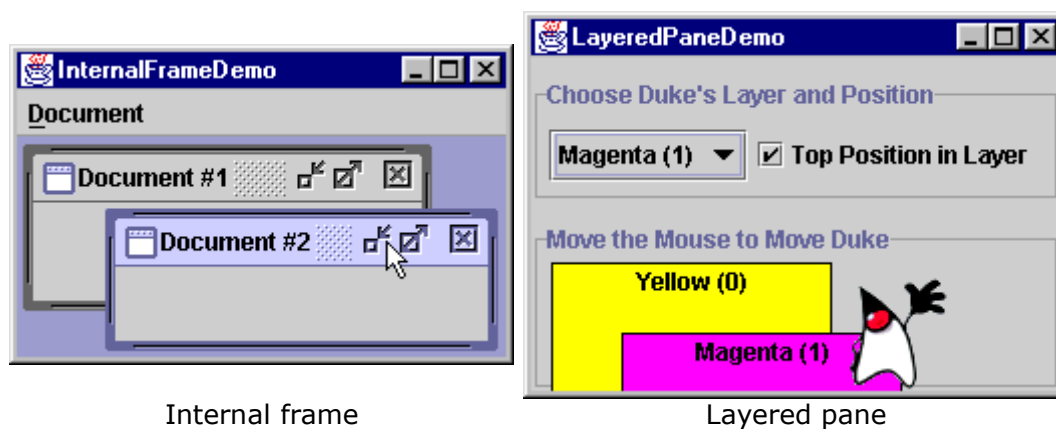 InternalFrameDemo
Document
Document #1
Document #2
Internal frame
LayeredPaneDemo
Choose Duke's Layer and Position
Magenta (1)
Top Position in Layer
Move the Mouse to Move Duke
Yellow (0)
Magenta (1)
Layered pane